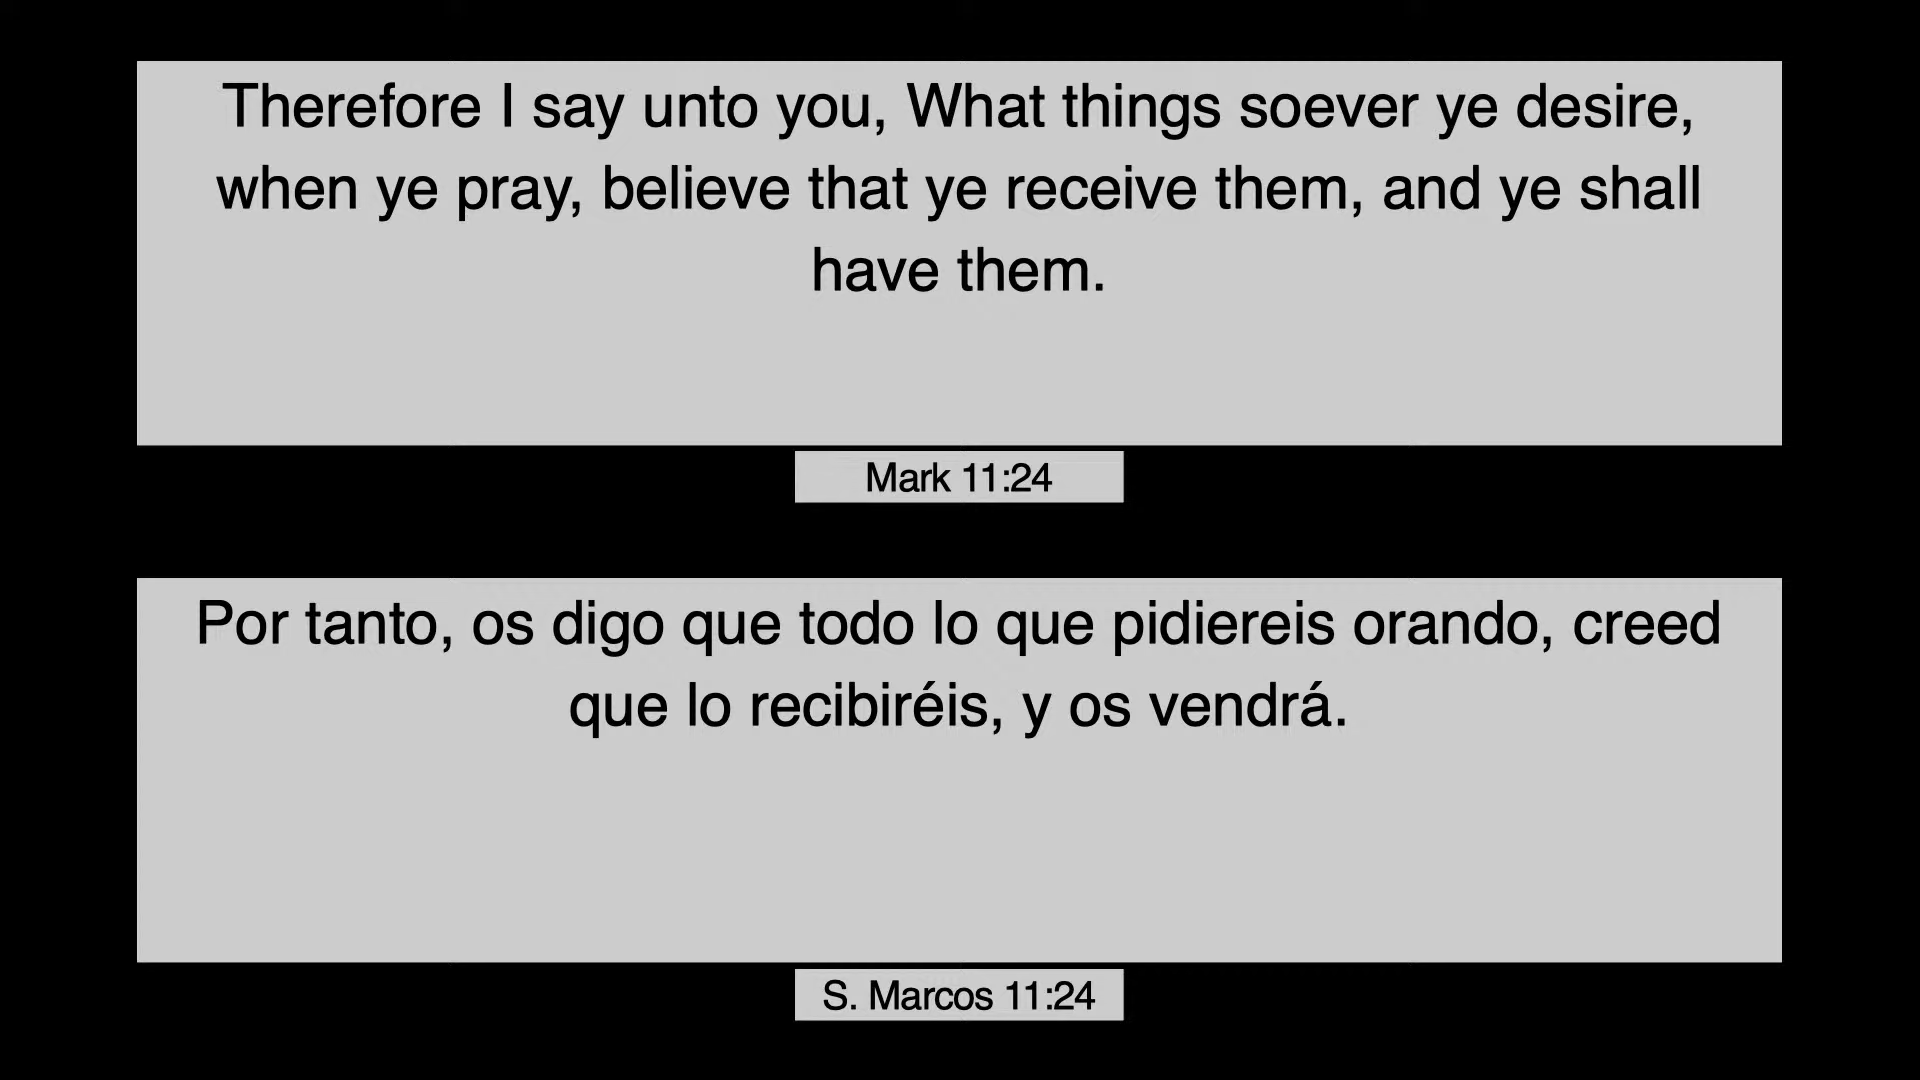 Therefore I say unto you, What things soever ye desire,
when ye pray, believe that ye receive them, and ye shall
have them.
Mark 11:24
Por tanto, os digo que todo lo que pidiereis orando, creed
que lo recibiréis, y os vendrá.
S. Marcos 11:24